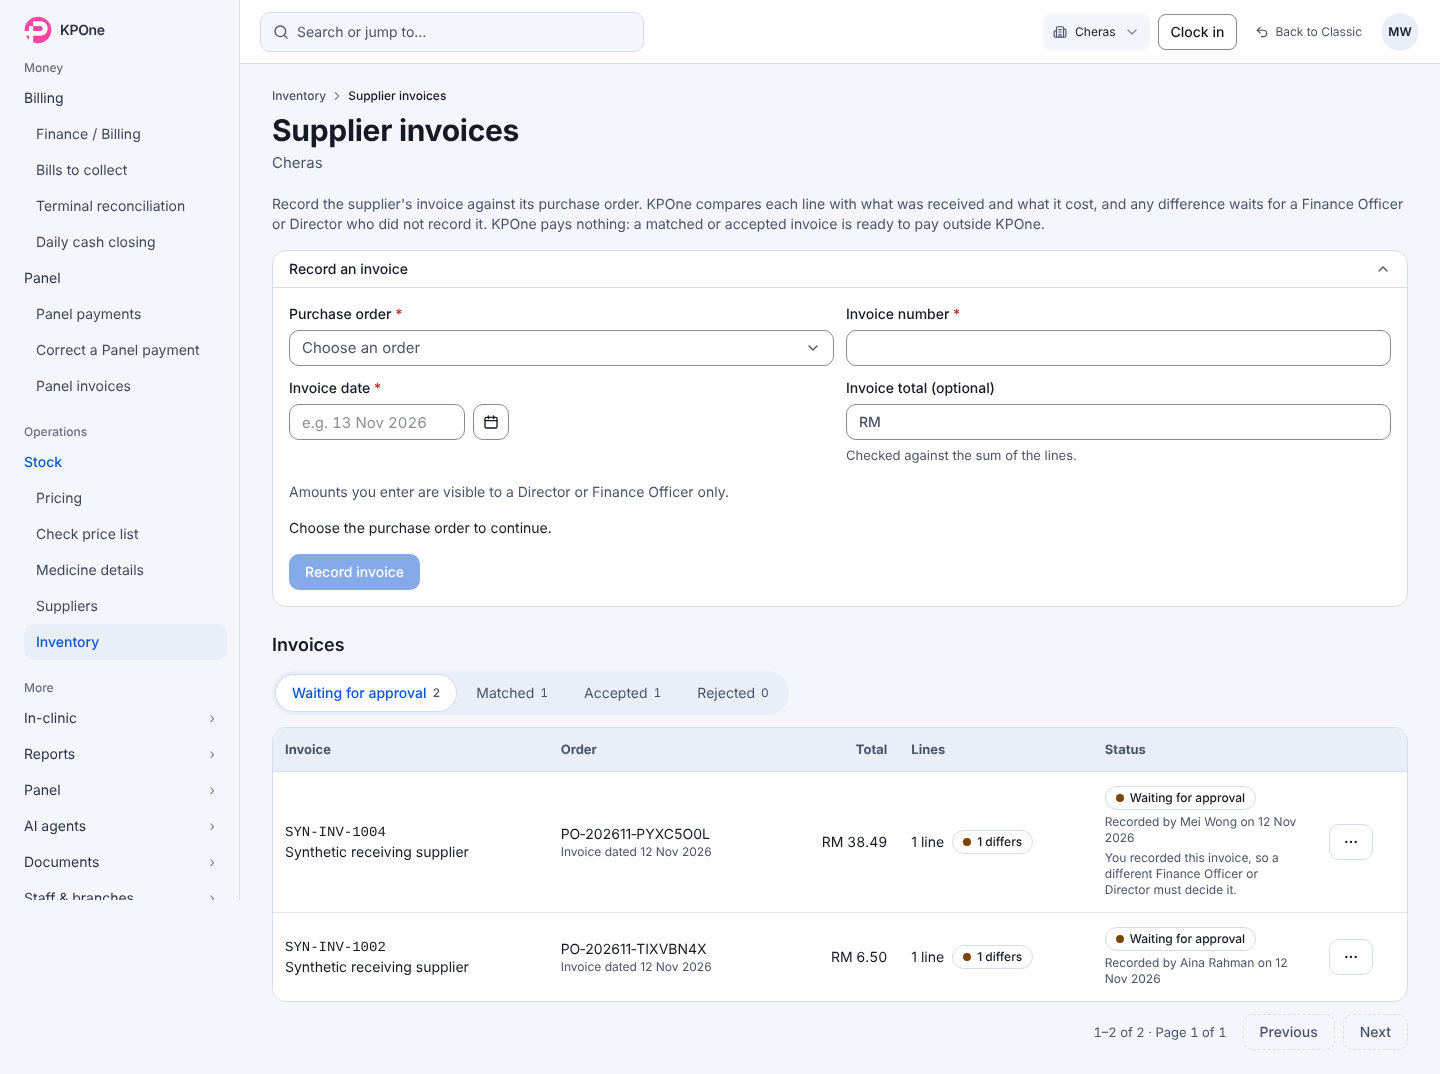 KPOne
Search or jump to...
Cheras
Clock in
Back to Classic
MW
Money
Billing
Finance / Billing
Bills to collect
Terminal reconciliation
Daily cash closing
Panel
Panel payments
Correct a Panel payment
Panel invoices
Operations
Stock
Pricing
Check price list
Medicine details
Suppliers
Inventory
More
In-clinic
Reports
Panel
AI agents
Documents
Staff & branches
Inventory > Supplier invoices
Supplier invoices
Cheras
Record the supplier's invoice against its purchase order. KPOne compares each line with what was received and what it cost, and any difference waits for a Finance Officer
or Director who did not record it. KPOne pays nothing: a matched or accepted invoice is ready to pay outside KPOne.
Record an invoice
Purchase order *
Invoice number *
Choose an order
Invoice date *
Invoice total (optional)
e.g. 13 Nov 2026
RM
Checked against the sum of the lines.
Amounts you enter are visible to a Director or Finance Officer only.
Choose the purchase order to continue.
Record invoice
Invoices
Waiting for approval 2
Matched 1
Accepted 1
Rejected 0
Invoice Order Total Lines Status
SYN-INV-1004
Synthetic receiving supplier
PO-202611-PYXC5O0L
Invoice dated 12 Nov 2026
RM 38.49
1 line
1 differs
Waiting for approval
Recorded by Mei Wong on 12 Nov
2026
You recorded this invoice, so a
different Finance Officer or
Director must decide it.
SYN-INV-1002
Synthetic receiving supplier
PO-202611-TIXVBN4X
Invoice dated 12 Nov 2026
RM 6.50
1 line
1 differs
Waiting for approval
Recorded by Aina Rahman on 12
Nov 2026
1–2 of 2 · Page 1 of 1
Previous
Next